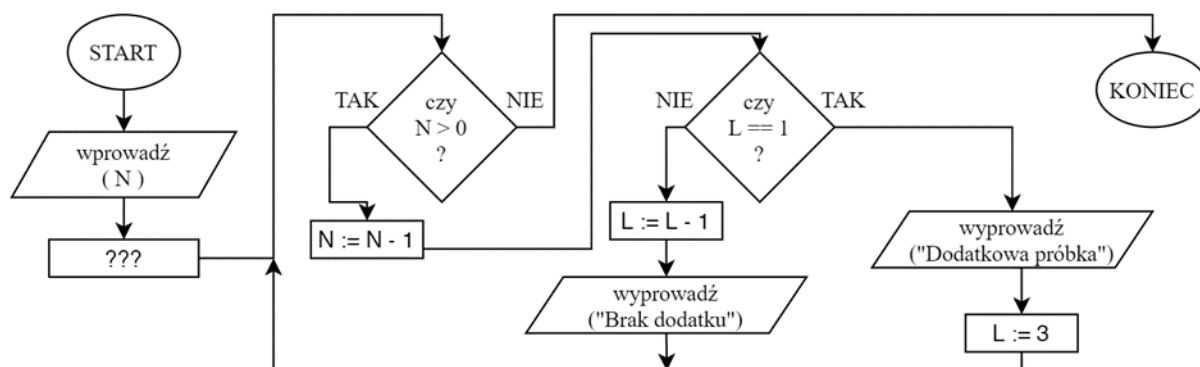 START
wprowadź
( N )
???
czy
N > 0
?
TAK
NIE
N := N - 1
czy
L == 1
?
NIE
TAK
L := L - 1
wyprowadź
("Brak dodatku")
wyprowadź
("Dodatkowa próbka")
L := 3
KONIEC